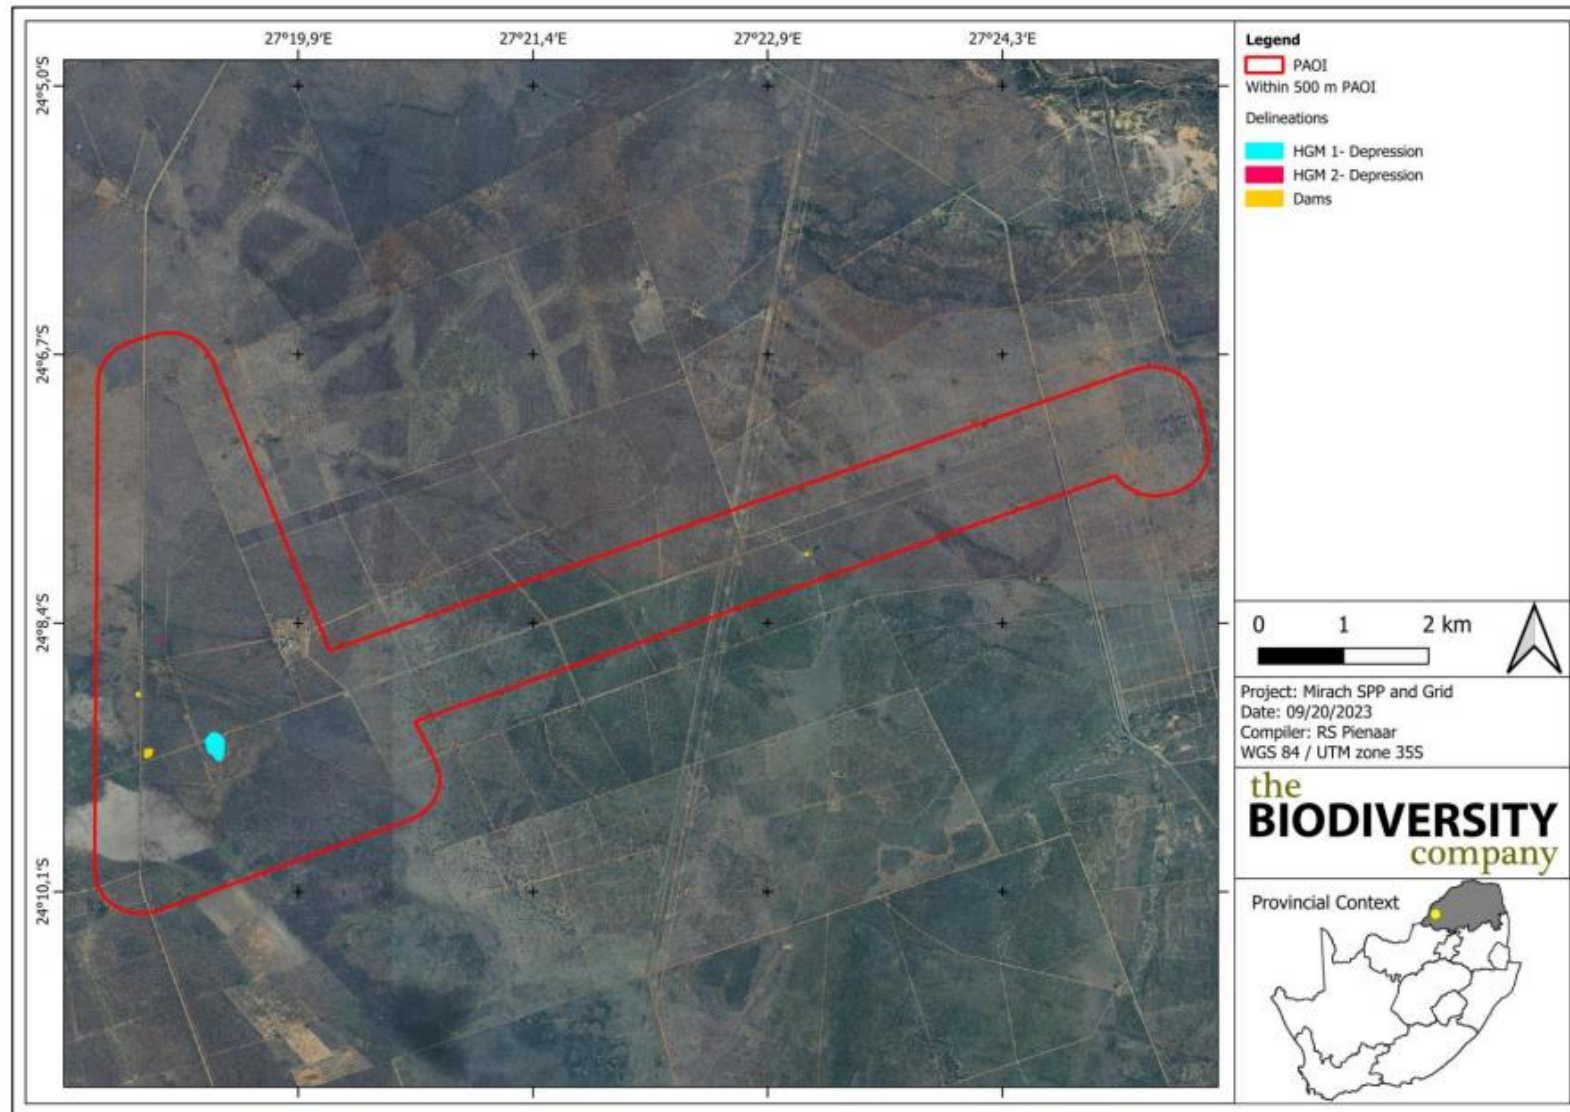 27°19,9'E 27°21,4'E 27°22,9'E 27°24,3'E
24°5,0'S
24°6,7'S
24°8,4'S
24°10,1'S
Legend
PAOI
Within 500 m PAOI
Delineations
HGM 1- Depression
HGM 2- Depression
Dams
0 1 2 km
Project: Mirach SPP and Grid
Date: 09/20/2023
Compiler: RS Pienaar
WGS 84 / UTM zone 35S
the
BIODIVERSITY
company
Provincial Context